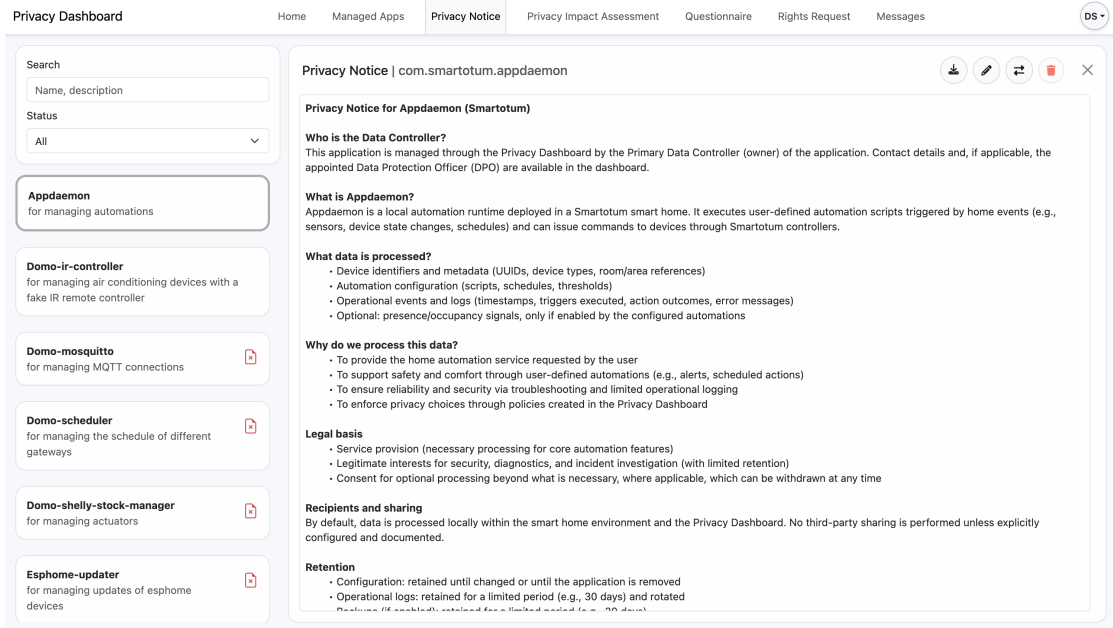 Privacy Dashboard
Home
Managed Apps
Privacy Notice
Privacy Impact Assessment
Questionnaire
Rights Request
Messages
DS
Search
Name, description
Status
All
Appdaemon
for managing automations
Domo-ir-controller
for managing air conditioning devices with a
fake IR remote controller
Domo-mosquitto
for managing MQTT connections
Domo-scheduler
for managing the schedule of different
gateways
Domo-shelly-stock-manager
for managing actuators
Esphome-updater
for managing updates of esphome
devices
Privacy Notice | com.smartotum.appdaemon
Privacy Notice for Appdaemon (Smartotum)
Who is the Data Controller?
This application is managed through the Privacy Dashboard by the Primary Data Controller (owner) of the application. Contact details and, if applicable, the
appointed Data Protection Officer (DPO) are available in the dashboard.
What is Appdaemon?
Appdaemon is a local automation runtime deployed in a Smartotum smart home. It executes user-defined automation scripts triggered by home events (e.g.,
sensors, device state changes, schedules) and can issue commands to devices through Smartotum controllers.
What data is processed?
• Device identifiers and metadata (UUIDs, device types, room/area references)
• Automation configuration (scripts, schedules, thresholds)
• Operational events and logs (timestamps, triggers executed, action outcomes, error messages)
• Optional: presence/occupancy signals, only if enabled by the configured automations
Why do we process this data?
• To provide the home automation service requested by the user
• To support safety and comfort through user-defined automations (e.g., alerts, scheduled actions)
• To ensure reliability and security via troubleshooting and limited operational logging
• To enforce privacy choices through policies created in the Privacy Dashboard
Legal basis
• Service provision (necessary processing for core automation features)
• Legitimate interests for security, diagnostics, and incident investigation (with limited retention)
• Consent for optional processing beyond what is necessary, where applicable, which can be withdrawn at any time
Recipients and sharing
By default, data is processed locally within the smart home environment and the Privacy Dashboard. No third-party sharing is performed unless explicitly
configured and documented.
Retention
• Configuration: retained until changed or until the application is removed
• Operational logs: retained for a limited period (e.g., 30 days) and rotated
• Backups (if enabled): retained for a limited period (e.g., 30 days)